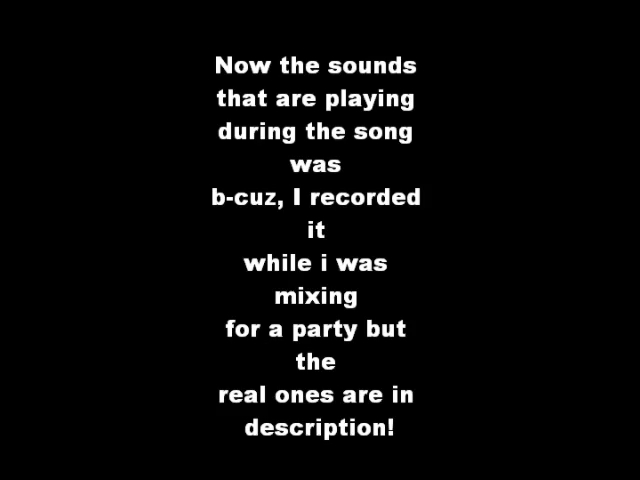 Now the sounds
that are playing
during the song
was
b-cuz, I recorded
it
while i was
mixing
for a party but
the
real ones are in
description!